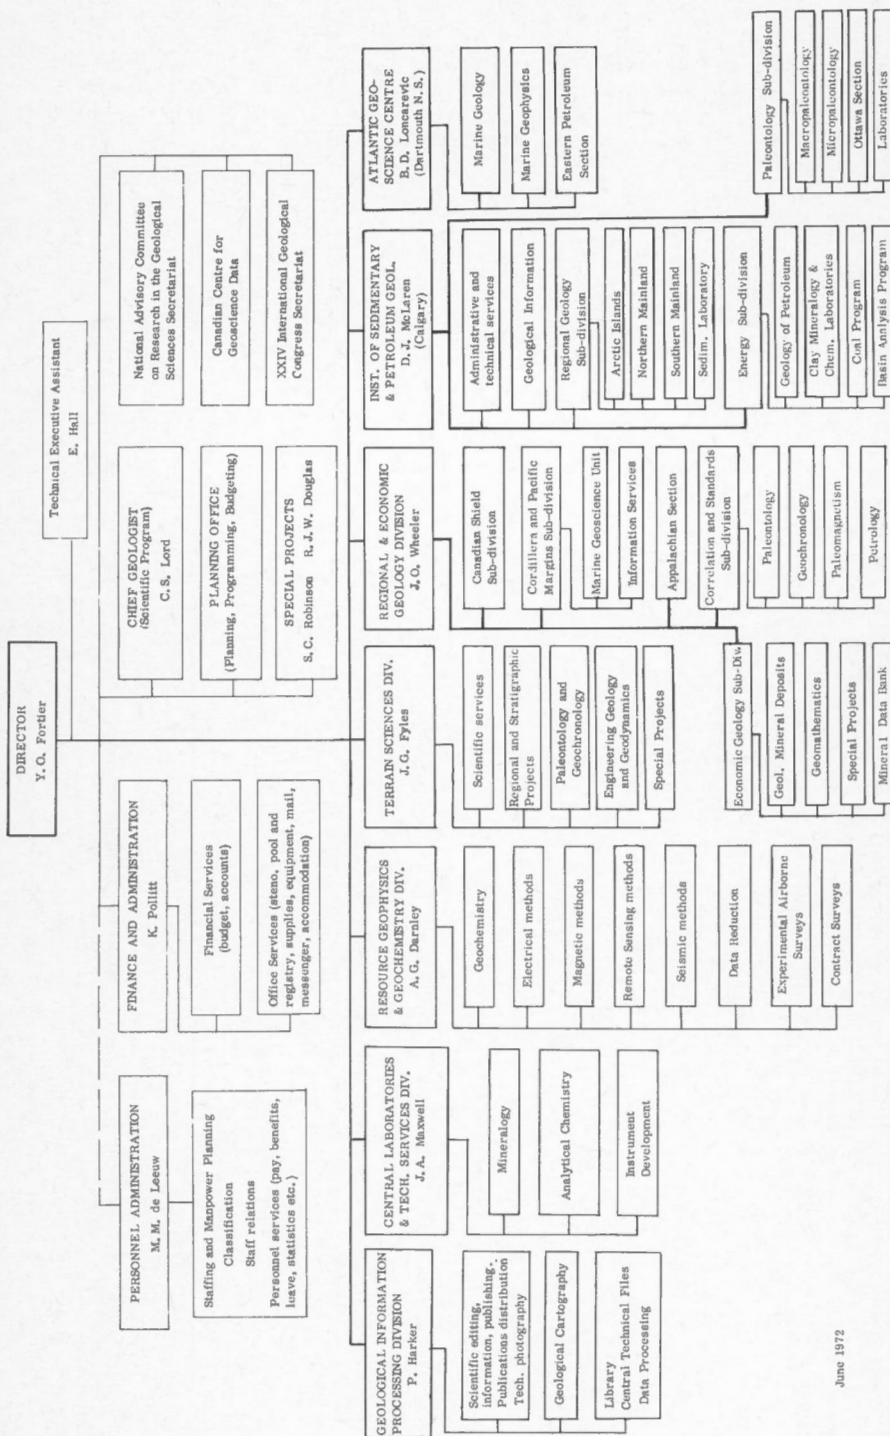 DIRECTOR
Y. O. Fortier
Technical Executive Assistant
E. Hall
PERSONNEL ADMINISTRATION
M. M. de Leeuw
Staffing and Manpower Planning
Classification
Staff relations
Personnel services (pay, benefits,
leave, statistics etc.)
FINANCE AND ADMINISTRATION
K. Pollitt
Financial Services
(budget, accounts)
Office Services (steno. pool and
registry, supplies, equipment, mail,
messenger, accommodation)
CHIEF GEOLOGIST
(Scientific Program)
C. S. Lord
PLANNING OFFICE
(Planning, Programming, Budgeting)
SPECIAL PROJECTS
S. C. Robinson R. J. W. Douglas
National Advisory Committee
on Research in the Geological
Sciences Secretariat
Canadian Centre for
Geoscience Data
XXIV International Geological
Congress Secretariat
GEOLOGICAL INFORMATION
PROCESSING DIVISION
P. Harker
Scientific editing,
information, publishing.
Publications distribution
Tech. photography
Geological Cartography
Library
Central Technical Files
Data Processing
CENTRAL LABORATORIES
& TECH. SERVICES DIV.
J. A. Maxwell
Mineralogy
Analytical Chemistry
Instrument
Development
RESOURCE GEOPHYSICS
& GEOCHEMISTRY DIV.
A. G. Darnley
Geochemistry
Electrical methods
Magnetic methods
Remote Sensing methods
Seismic methods
Data Reduction
Experimental Airborne
Surveys
Contract Surveys
TERRAIN SCIENCES DIV.
J. G. Fyles
Scientific services
Regional and Stratigraphic
Projects
Paleontology and
Geochronology
Engineering Geology
and Geodynamics
Special Projects
REGIONAL & ECONOMIC
GEOLOGY DIVISION
J. O. Wheeler
Canadian Shield
Sub-division
Cordillera and Pacific
Margins Sub-division
Marine Geoscience Unit
Information Services
Appalachian Section
Correlation and Standards
Sub-division
Paleontology
Geochronology
Paleomagnetism
Petrology
Economic Geology Sub-Div.
Geol. Mineral Deposits
Geomathematics
Special Projects
Mineral Data Bank
INST. OF SEDIMENTARY
& PETROLEUM GEOL.
D. J. McLaren
(Calgary)
Administrative and
technical services
Geological Information
Regional Geology
Sub-division
Arctic Islands
Northern Mainland
Southern Mainland
Sedim. Laboratory
Energy Sub-division
Geology of Petroleum
Clay Mineralogy &
Chem. Laboratories
Coal Program
Basin Analysis Program
Paleontology Sub-division
Macropaleontology
Micropaleontology
Ottawa Section
Laboratories
ATLANTIC GEO-
SCIENCE CENTRE
B. D. Loncarevic
(Dartmouth N. S.)
Marine Geology
Marine Geophysics
Eastern Petroleum
Section
June 1972